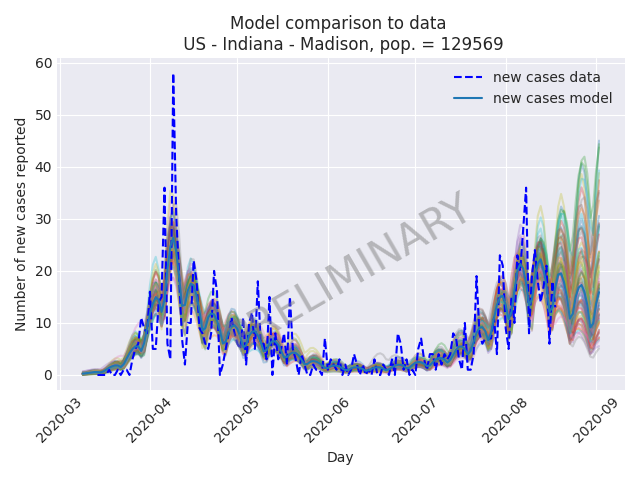 Model comparison to data
US - Indiana - Madison, pop. = 129569
new cases data
new cases model
PRELIMINARY
Number of new cases reported
60
50
40
30
20
10
0
2020-03
2020-04
2020-05
2020-06
2020-07
2020-08
2020-09
Day